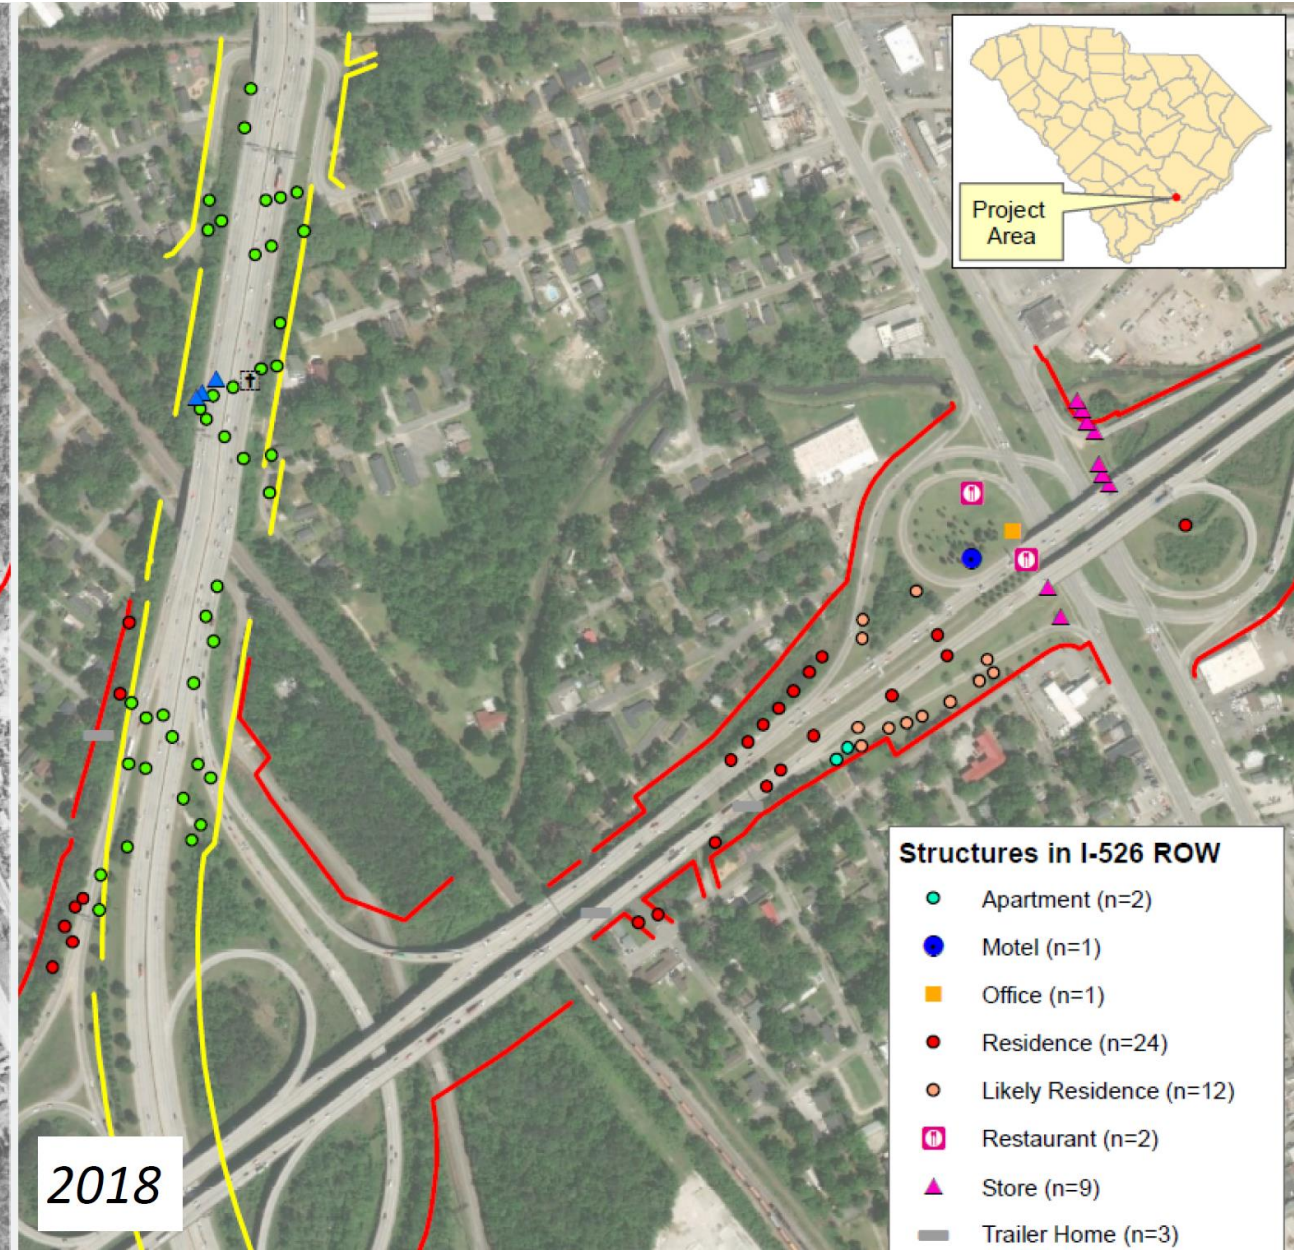 Project
Area
Structures in I-526 ROW
Apartment (n=2)
Motel (n=1)
Office (n=1)
Residence (n=24)
Likely Residence (n=12)
Restaurant (n=2)
Store (n=9)
Trailer Home (n=3)
2018